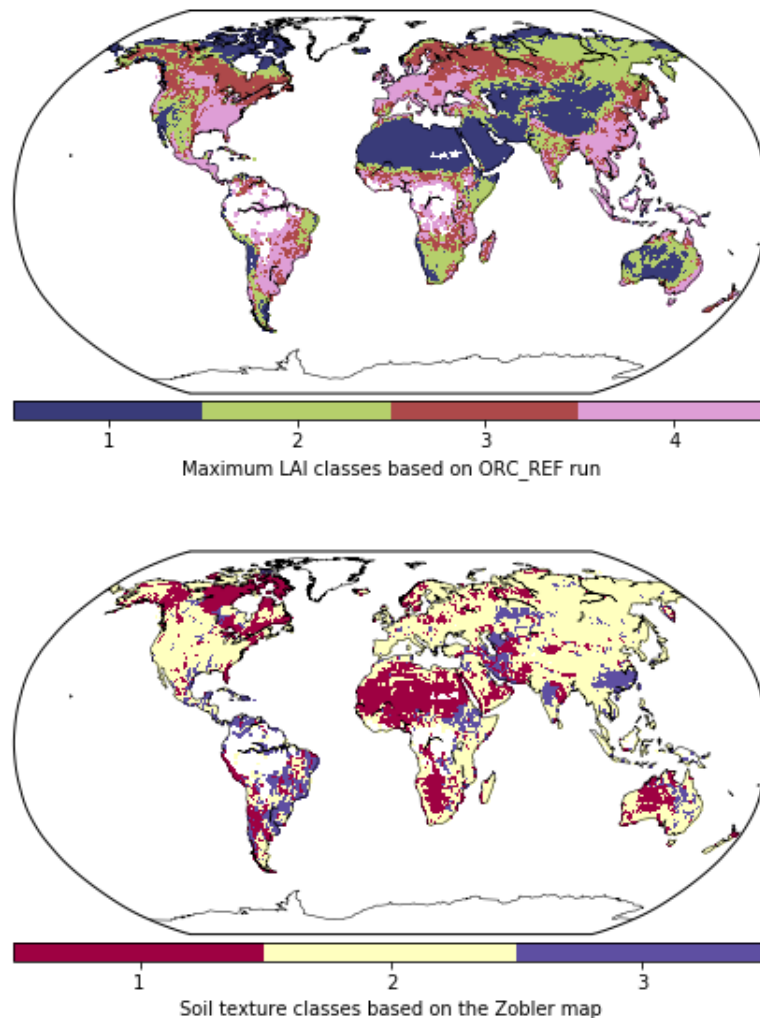 1 2 3 4
Maximum LAI classes based on ORC_REF run
1 2 3
Soil texture classes based on the Zobler map